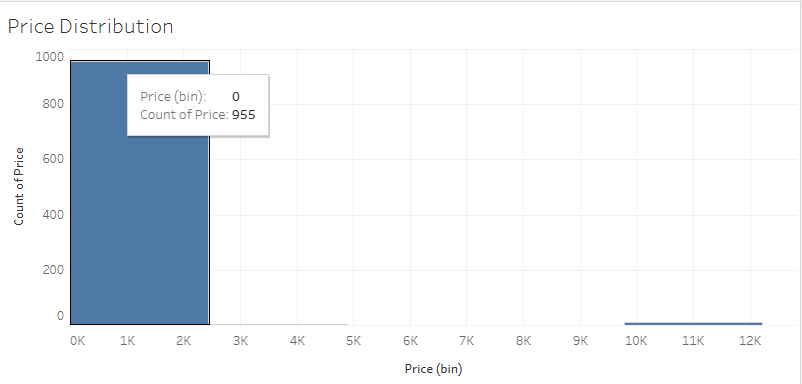 Price Distribution
1000
800
600
400
200
0
Count of Price
Price (bin): 0
Count of Price: 955
0K 1K 2K 3K 4K 5K 6K 7K 8K 9K 10K 11K 12K
Price (bin)